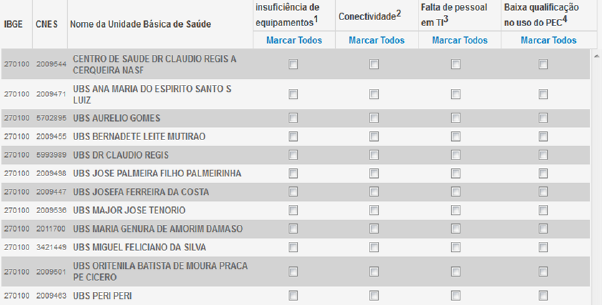 insuficiência de equipamentos1
Conectividade2
Falta de pessoal em TI3
Baixa qualificação no uso do PEC4
IBGE CNES Nome da Unidade Básica de Saúde
Marcar Todos Marcar Todos Marcar Todos Marcar Todos
270100 2009544 CENTRO DE SAUDE DR CLAUDIO REGIS A
CERQUEIRA NASF
270100 2009471 UBS ANA MARIA DO ESPIRITO SANTO S
LUIZ
270100 5702895 UBS AURELIO GOMES
270100 2009455 UBS BERNADETE LEITE MUTIRAO
270100 6993989 UBS DR CLAUDIO REGIS
270100 2009498 UBS JOSE PALMEIRA FILHO PALMEIRINHA
270100 2009447 UBS JOSEFA FERREIRA DA COSTA
270100 2009536 UBS MAJOR JOSE TENORIO
270100 2011700 UBS MARIA GENURA DE AMORIM DAMASO
270100 3421449 UBS MIGUEL FELICIANO DA SILVA
270100 2009501 UBS ORITENILA BATISTA DE MOURA PRACA
PE CICERO
270100 2009463 UBS PERI PERI